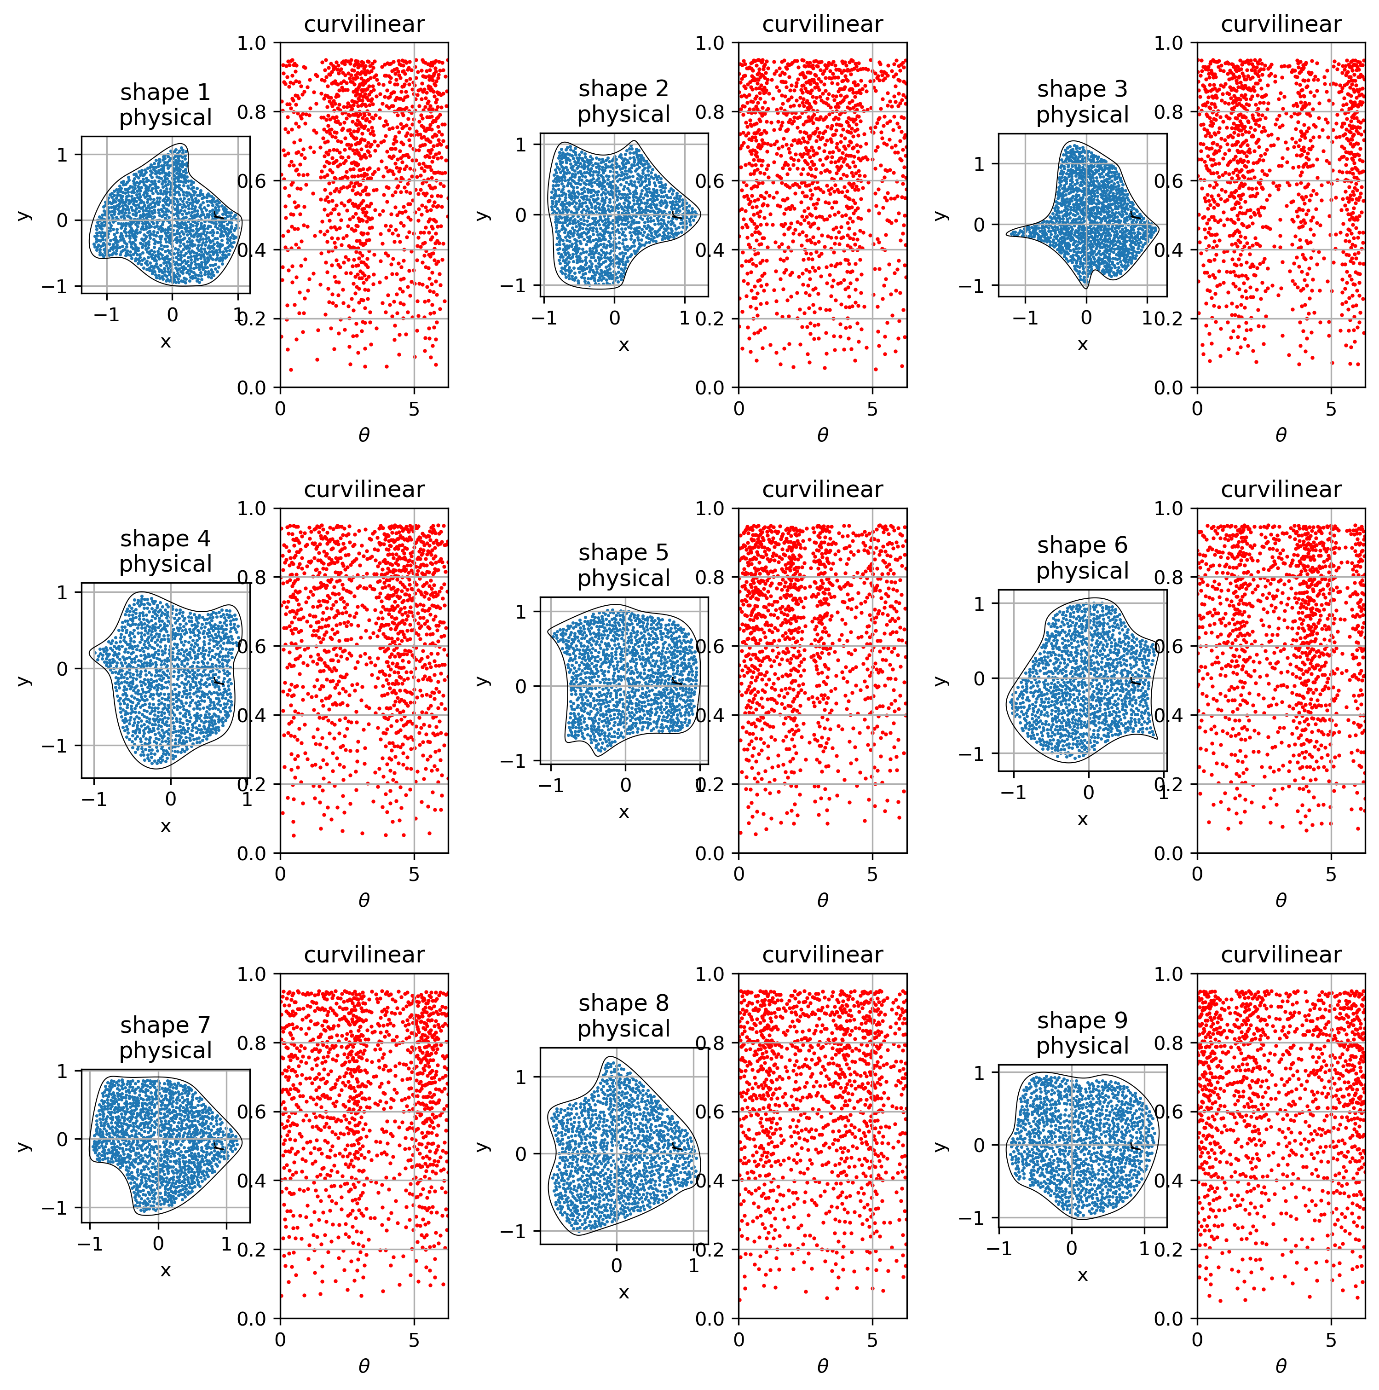 shape 1
physical
y
1
0
−1
−1
0
1
x
curvilinear
r
1.0
0.8
0.6
0.4
0.2
0.0
0
5
θ
shape 2
physical
y
1
0
−1
−1
0
1
x
curvilinear
r
1.0
0.8
0.6
0.4
0.2
0.0
0
5
θ
shape 3
physical
y
1
0
−1
−1
0
1
x
curvilinear
r
1.0
0.8
0.6
0.4
0.2
0.0
0
5
θ
shape 4
physical
y
1
0
−1
−1
0
1
x
curvilinear
r
1.0
0.8
0.6
0.4
0.2
0.0
0
5
θ
shape 5
physical
y
1
0
−1
−1
0
1
x
curvilinear
r
1.0
0.8
0.6
0.4
0.2
0.0
0
5
θ
shape 6
physical
y
1
0
−1
−1
0
1
x
curvilinear
r
1.0
0.8
0.6
0.4
0.2
0.0
0
5
θ
shape 7
physical
y
1
0
−1
−1
0
1
x
curvilinear
r
1.0
0.8
0.6
0.4
0.2
0.0
0
5
θ
shape 8
physical
y
1
0
−1
0
1
x
curvilinear
r
1.0
0.8
0.6
0.4
0.2
0.0
0
5
θ
shape 9
physical
y
1
0
−1
−1
0
1
x
curvilinear
r
1.0
0.8
0.6
0.4
0.2
0.0
0
5
θ